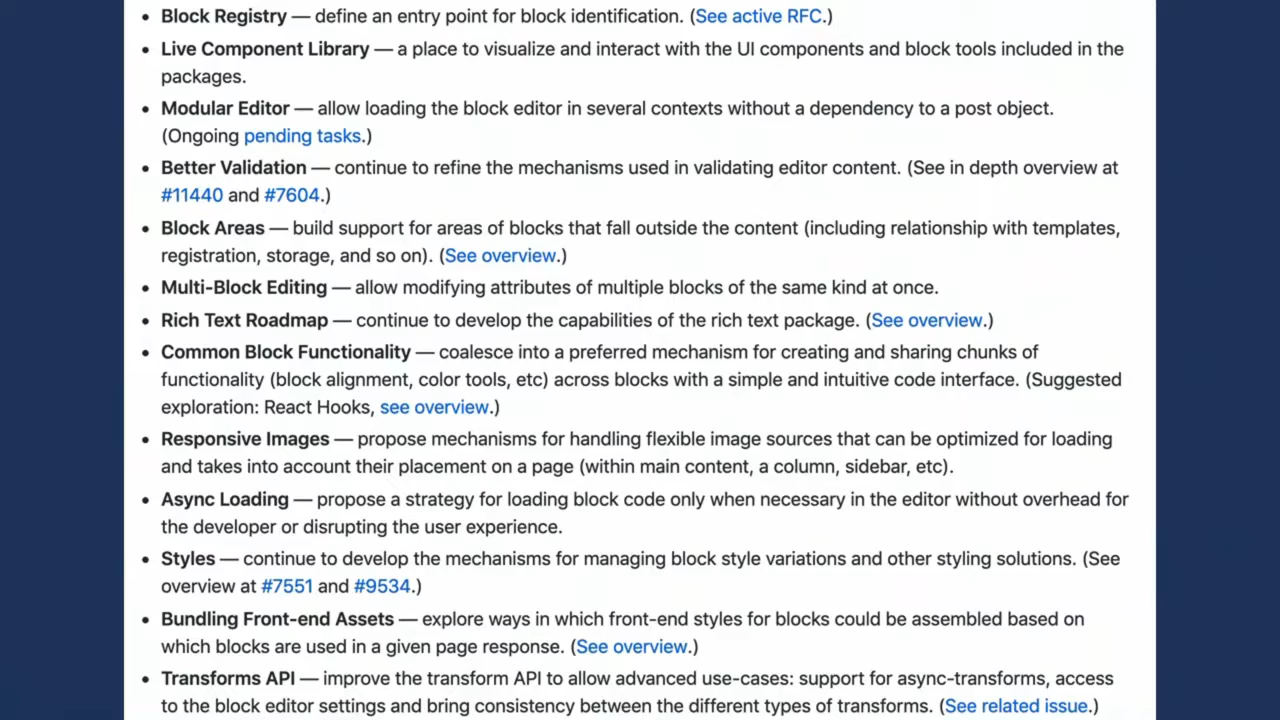 • Block Registry — define an entry point for block identification. (See active RFC.)
• Live Component Library — a place to visualize and interact with the UI components and block tools included in the
packages.
• Modular Editor — allow loading the block editor in several contexts without a dependency to a post object.
(Ongoing pending tasks.)
• Better Validation — continue to refine the mechanisms used in validating editor content. (See in depth overview at
#11440 and #7604.)
• Block Areas — build support for areas of blocks that fall outside the content (including relationship with templates,
registration, storage, and so on). (See overview.)
• Multi-Block Editing — allow modifying attributes of multiple blocks of the same kind at once.
• Rich Text Roadmap — continue to develop the capabilities of the rich text package. (See overview.)
• Common Block Functionality — coalesce into a preferred mechanism for creating and sharing chunks of
functionality (block alignment, color tools, etc) across blocks with a simple and intuitive code interface. (Suggested
exploration: React Hooks, see overview.)
• Responsive Images — propose mechanisms for handling flexible image sources that can be optimized for loading
and takes into account their placement on a page (within main content, a column, sidebar, etc).
• Async Loading — propose a strategy for loading block code only when necessary in the editor without overhead for
the developer or disrupting the user experience.
• Styles — continue to develop the mechanisms for managing block style variations and other styling solutions. (See
overview at #7551 and #9534.)
• Bundling Front-end Assets — explore ways in which front-end styles for blocks could be assembled based on
which blocks are used in a given page response. (See overview.)
• Transforms API — improve the transform API to allow advanced use-cases: support for async-transforms, access
to the block editor settings and bring consistency between the different types of transforms. (See related issue.)